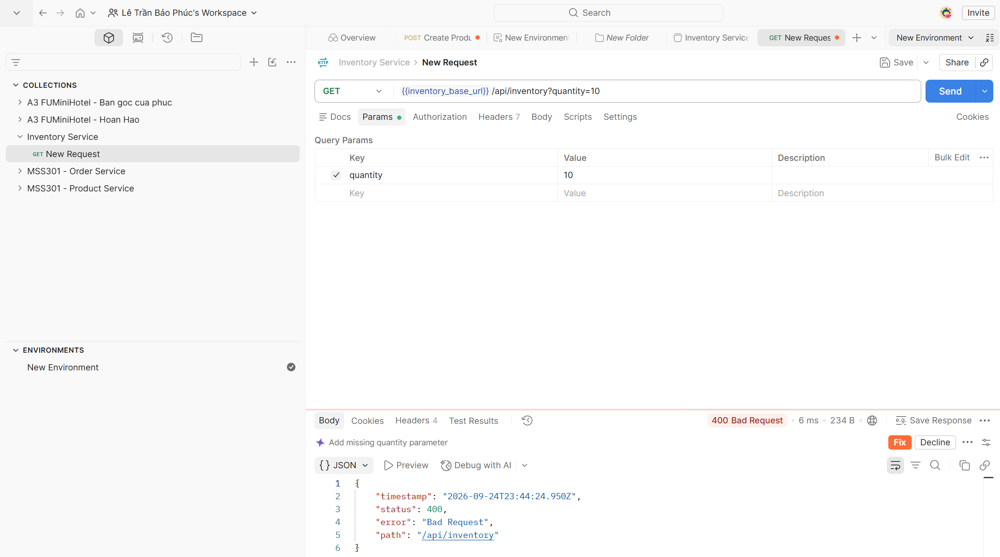 Lê Trần Bảo Phúc's Workspace
Search
Invite
Overview
POST Create Produ
New Environment
New Folder
Inventory Service
GET New Reques
New Environment
HTTP Inventory Service > New Request
Save
Share
COLLECTIONS
A3 FUMiniHotel - Ban goc cua phuc
A3 FUMiniHotel - Hoan Hao
Inventory Service
GET New Request
MSS301 - Order Service
MSS301 - Product Service
ENVIRONMENTS
New Environment
GET {{inventory_base_url}} /api/inventory?quantity=10
Send
Docs Params Authorization Headers 7 Body Scripts Settings Cookies
Query Params
Key Value Description Bulk Edit
quantity 10
Key Value Description
Body Cookies Headers 4 Test Results
400 Bad Request • 6 ms • 234 B
e.g. Save Response
Add missing quantity parameter
Fix Decline
{} JSON Preview Debug with AI
1 {
2 "timestamp": "2026-09-24T23:44:24.950Z",
3 "status": 400,
4 "error": "Bad Request",
5 "path": "/api/inventory"
6 }